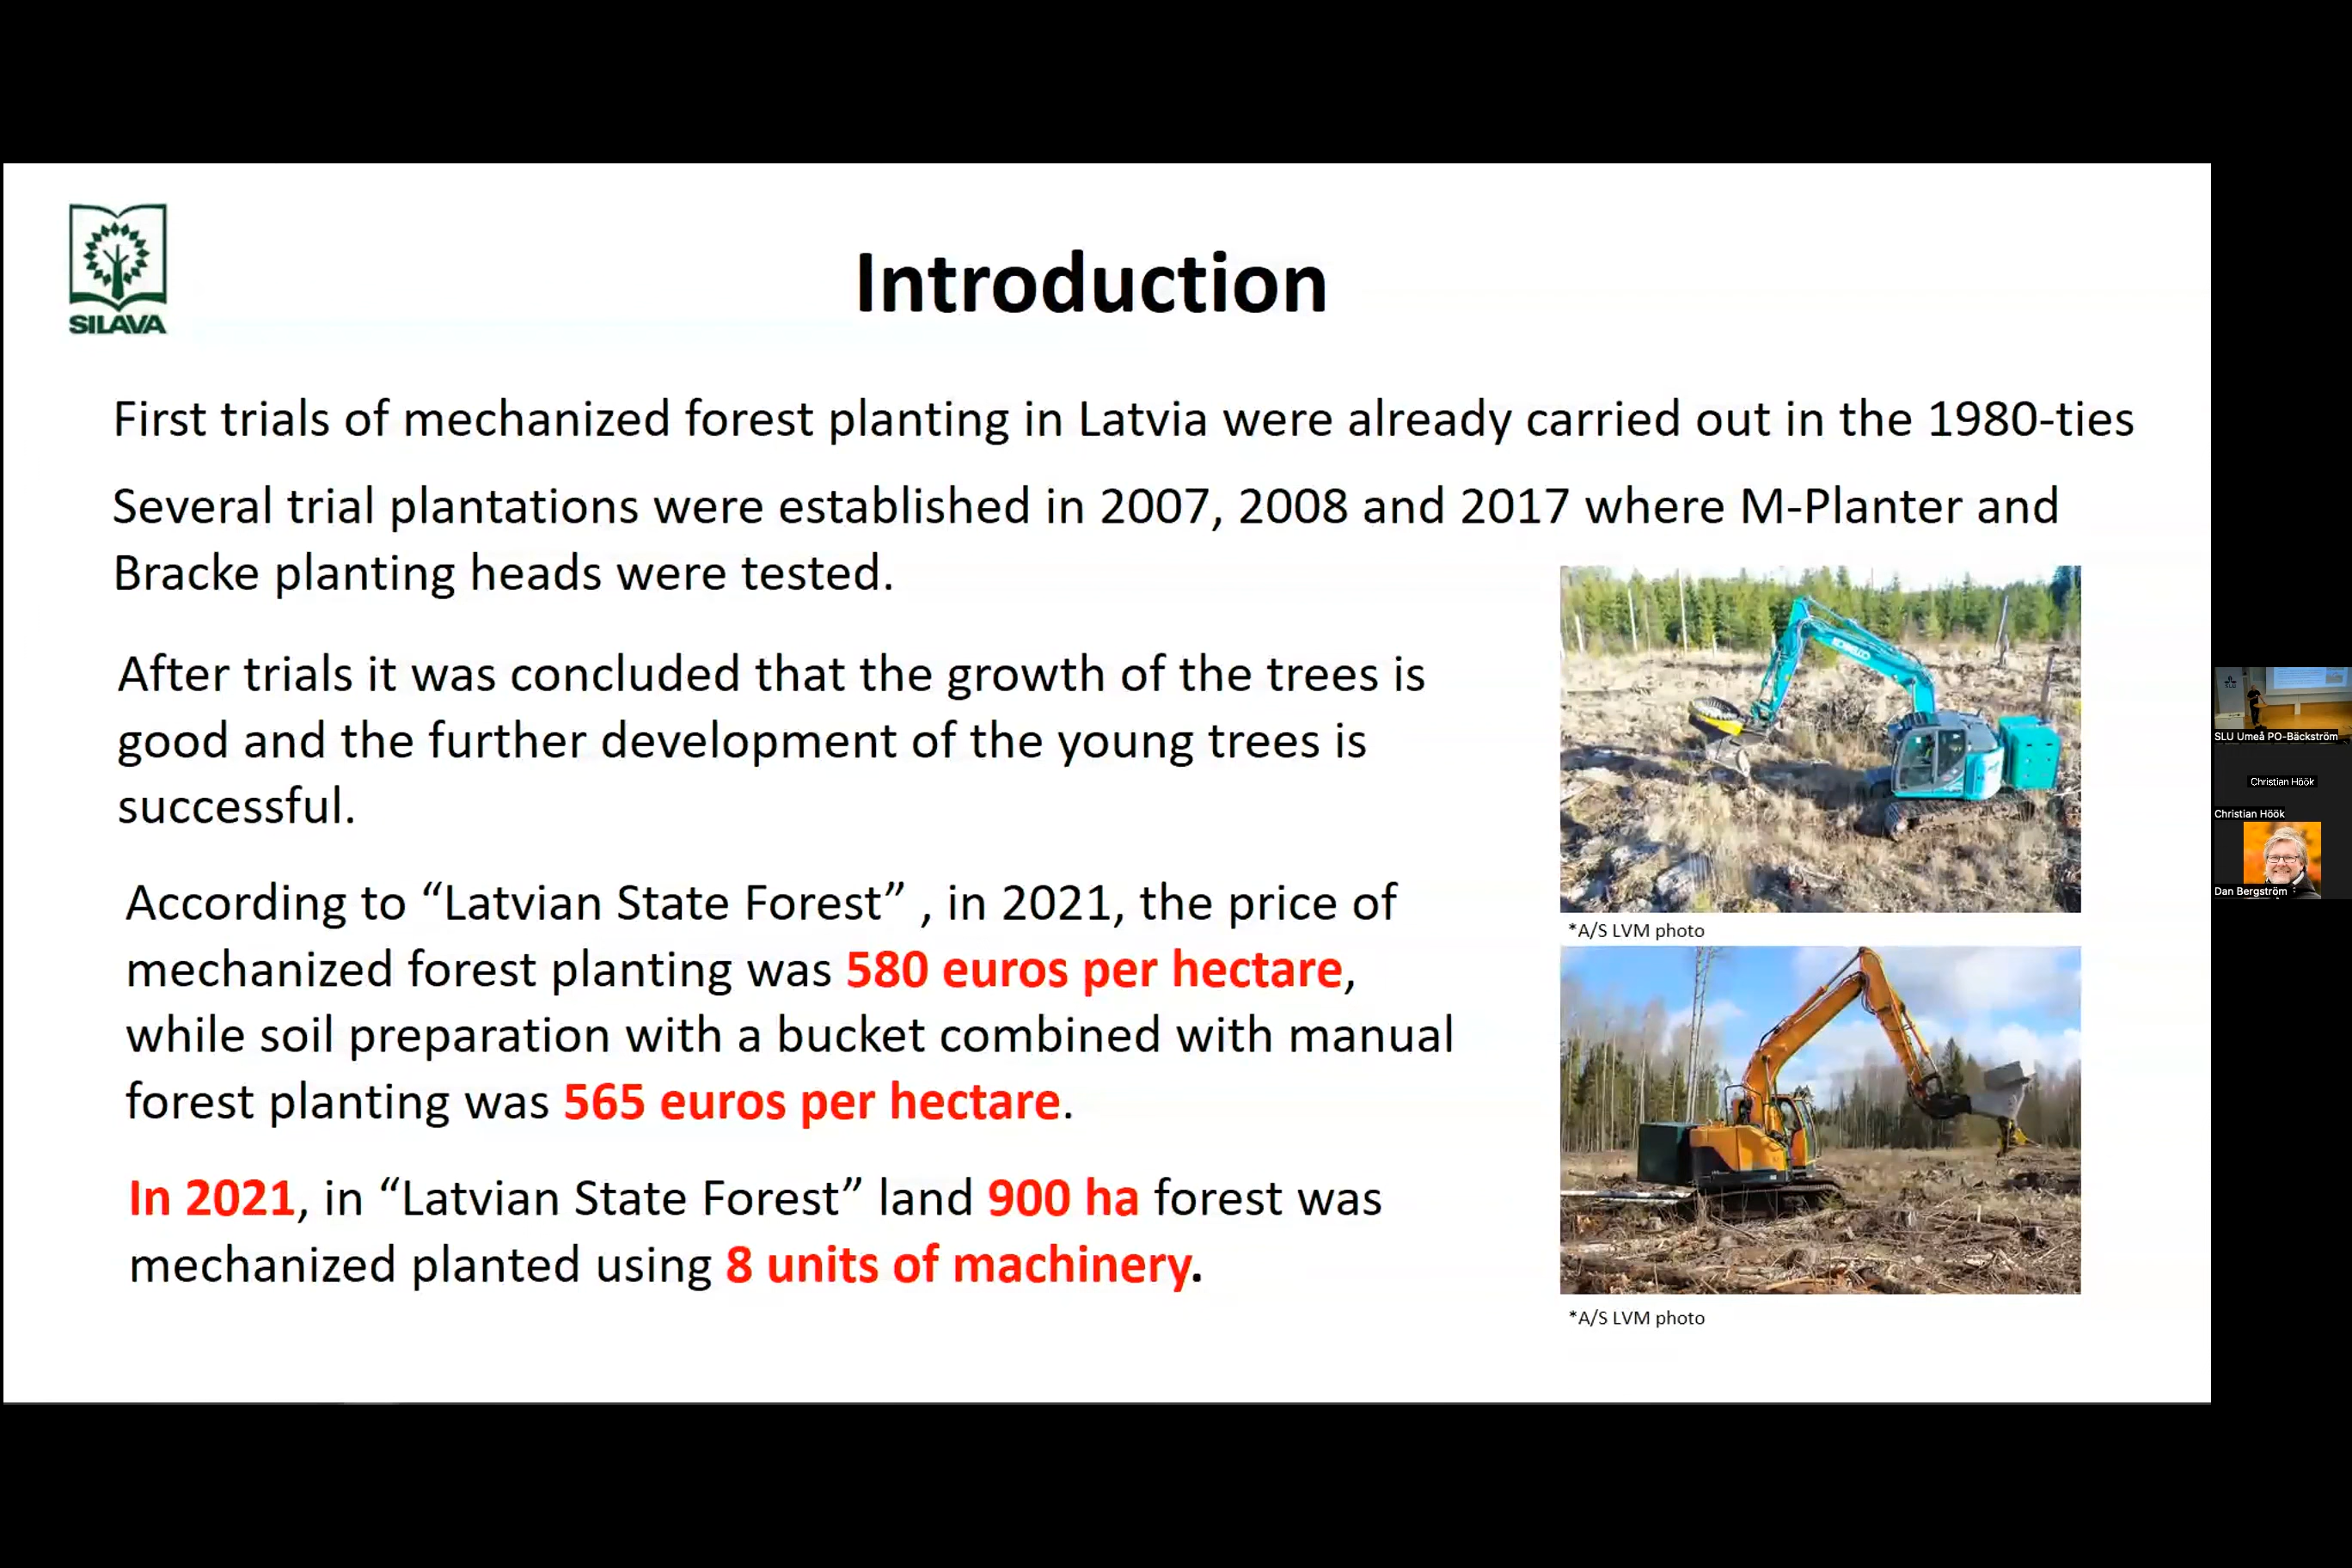 SILAVA
Introduction
First trials of mechanized forest planting in Latvia were already carried out in the 1980-ties
Several trial plantations were established in 2007, 2008 and 2017 where M-Planter and
Bracke planting heads were tested.
After trials it was concluded that the growth of the trees is
good and the further development of the young trees is
successful.
According to “Latvian State Forest” , in 2021, the price of
mechanized forest planting was 580 euros per hectare,
while soil preparation with a bucket combined with manual
forest planting was 565 euros per hectare.
In 2021, in “Latvian State Forest” land 900 ha forest was
mechanized planted using 8 units of machinery.
KOBELCO
*A/S LVM photo
*A/S LVM photo
SLU Umeå PO-Bäckström
Christian Höök
Christian Höök
Dan Bergström